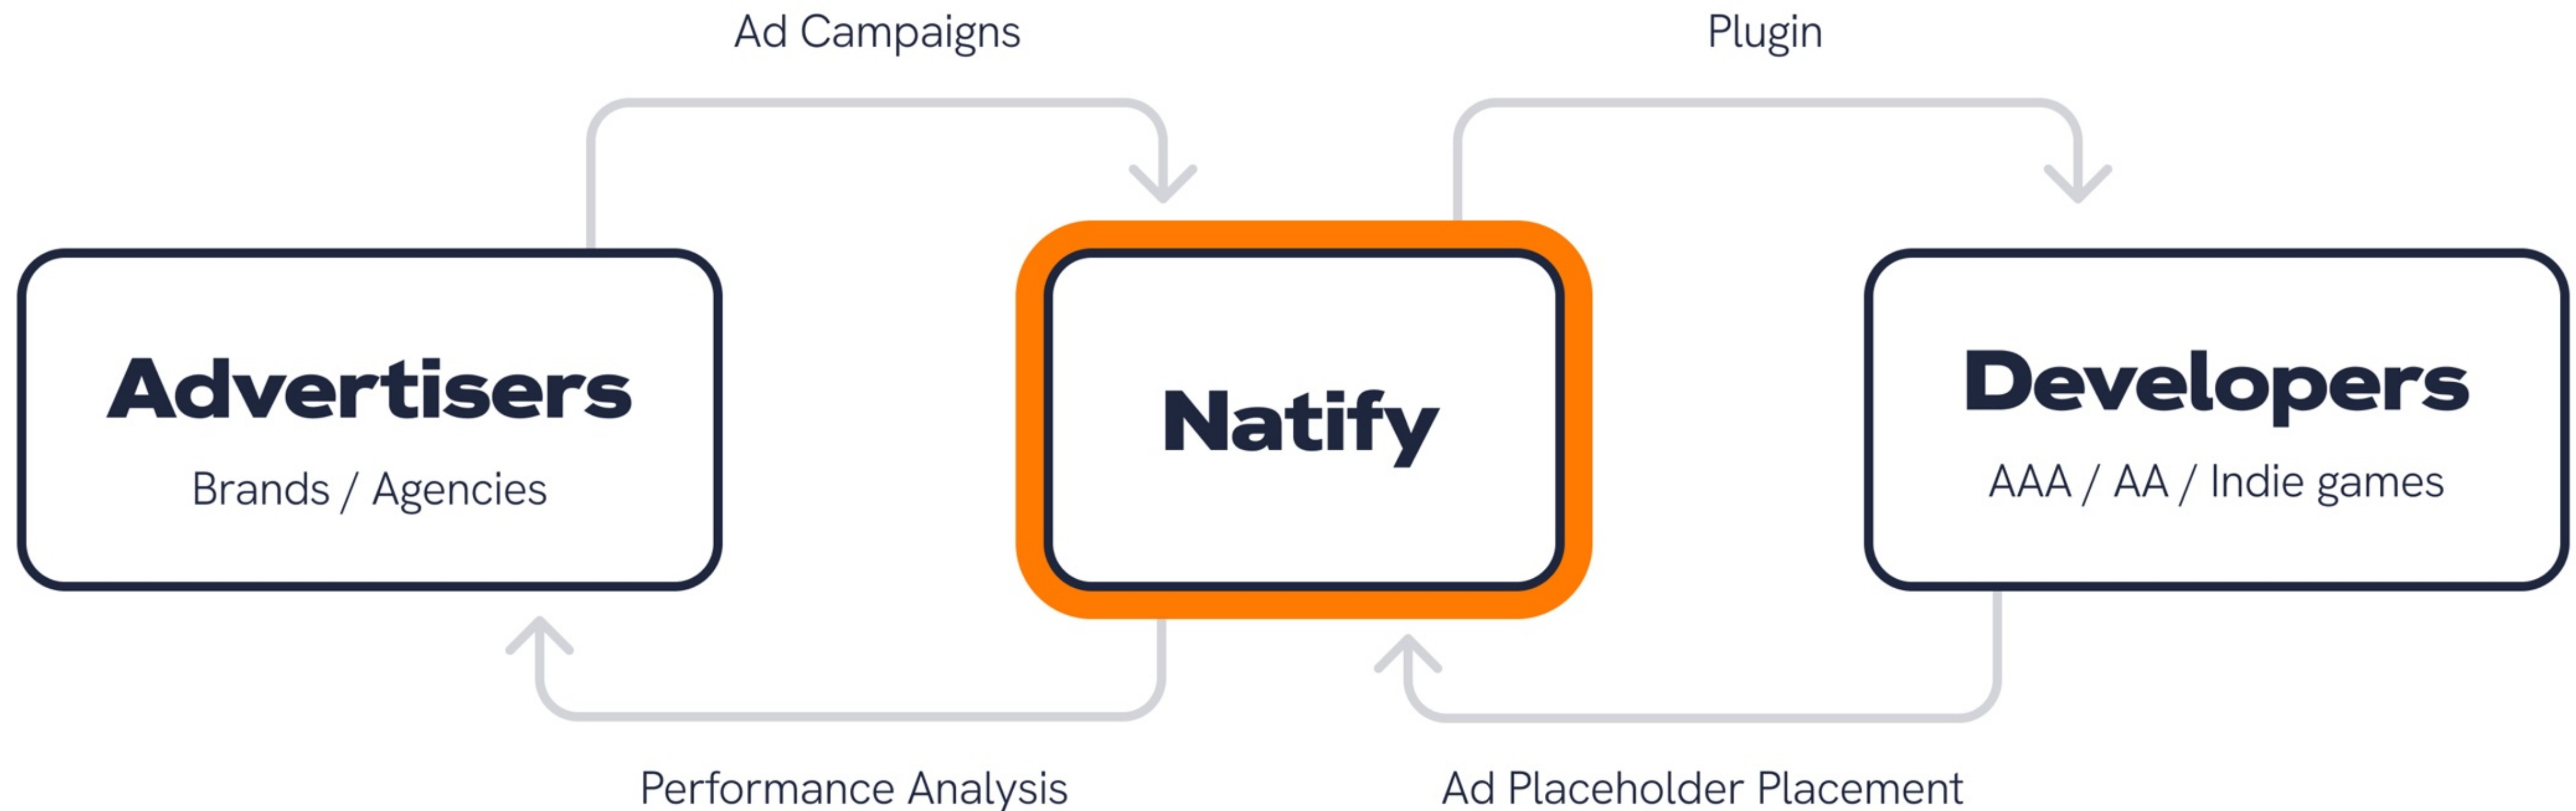 Ad Campaigns
Plugin
Advertisers
Brands / Agencies
Natify
Developers
AAA / AA / Indie games
Performance Analysis
Ad Placeholder Placement